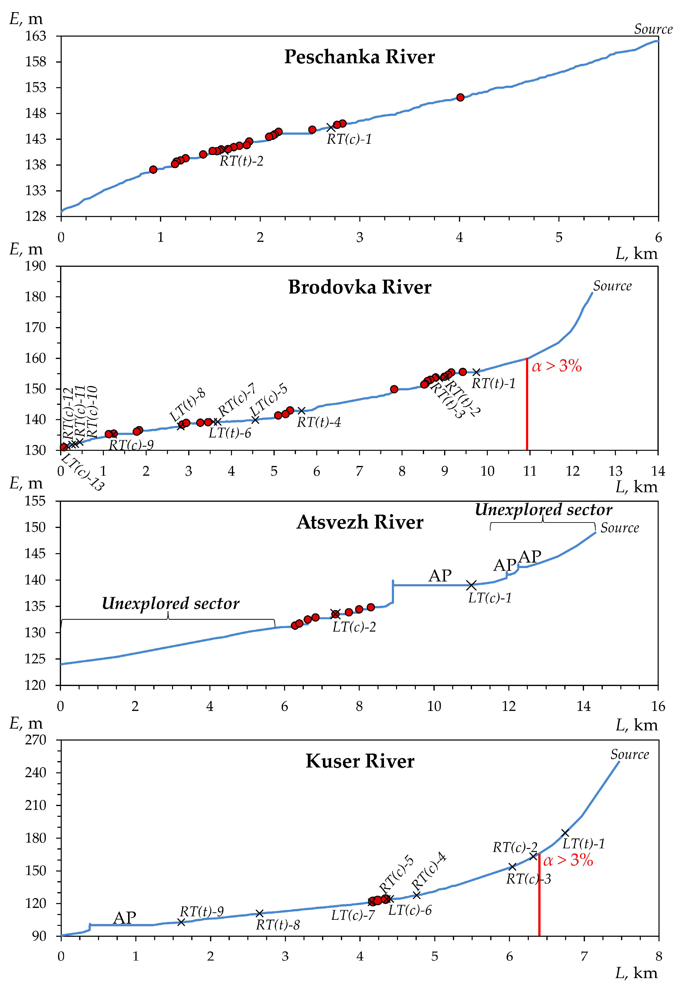 E, m
Source
163
Peschanka River
158
153
148
RT(c)-1
143
RT(t)-2
138
133
128
0 1 2 3 4 5 6
L, km
E, m
190
Brodovka River
Source
180
170
160
α > 3%
RT(t)-1
150
RT(t)-2
RT(t)-3
LT(t)-8
RT(c)-7
LT(c)-5
140
RT(t)-4
LT(t)-6
RT(c)-12
RT(c)-11
RT(c)-10
RT(c)-9
130
LT(c)-13
0 1 2 3 4 5 6 7 8 9 10 11 12 13 14
L, km
E, m
155
Unexplored sector
Atsvezh River
Source
150
145
AP
AP
AP
140
LT(c)-1
Unexplored sector
135
LT(c)-2
130
125
120
0 2 4 6 8 10 12 14 16
L, km
E, m
270
Kuser River
Source
240
210
180
LT(t)-1
RT(c)-2
α > 3%
150
RT(c)-3
RT(c)-5
RT(c)-4
120
LT(c)-6
LT(c)-7
RT(t)-9
AP
RT(t)-8
90
0 1 2 3 4 5 6 7 8
L, km